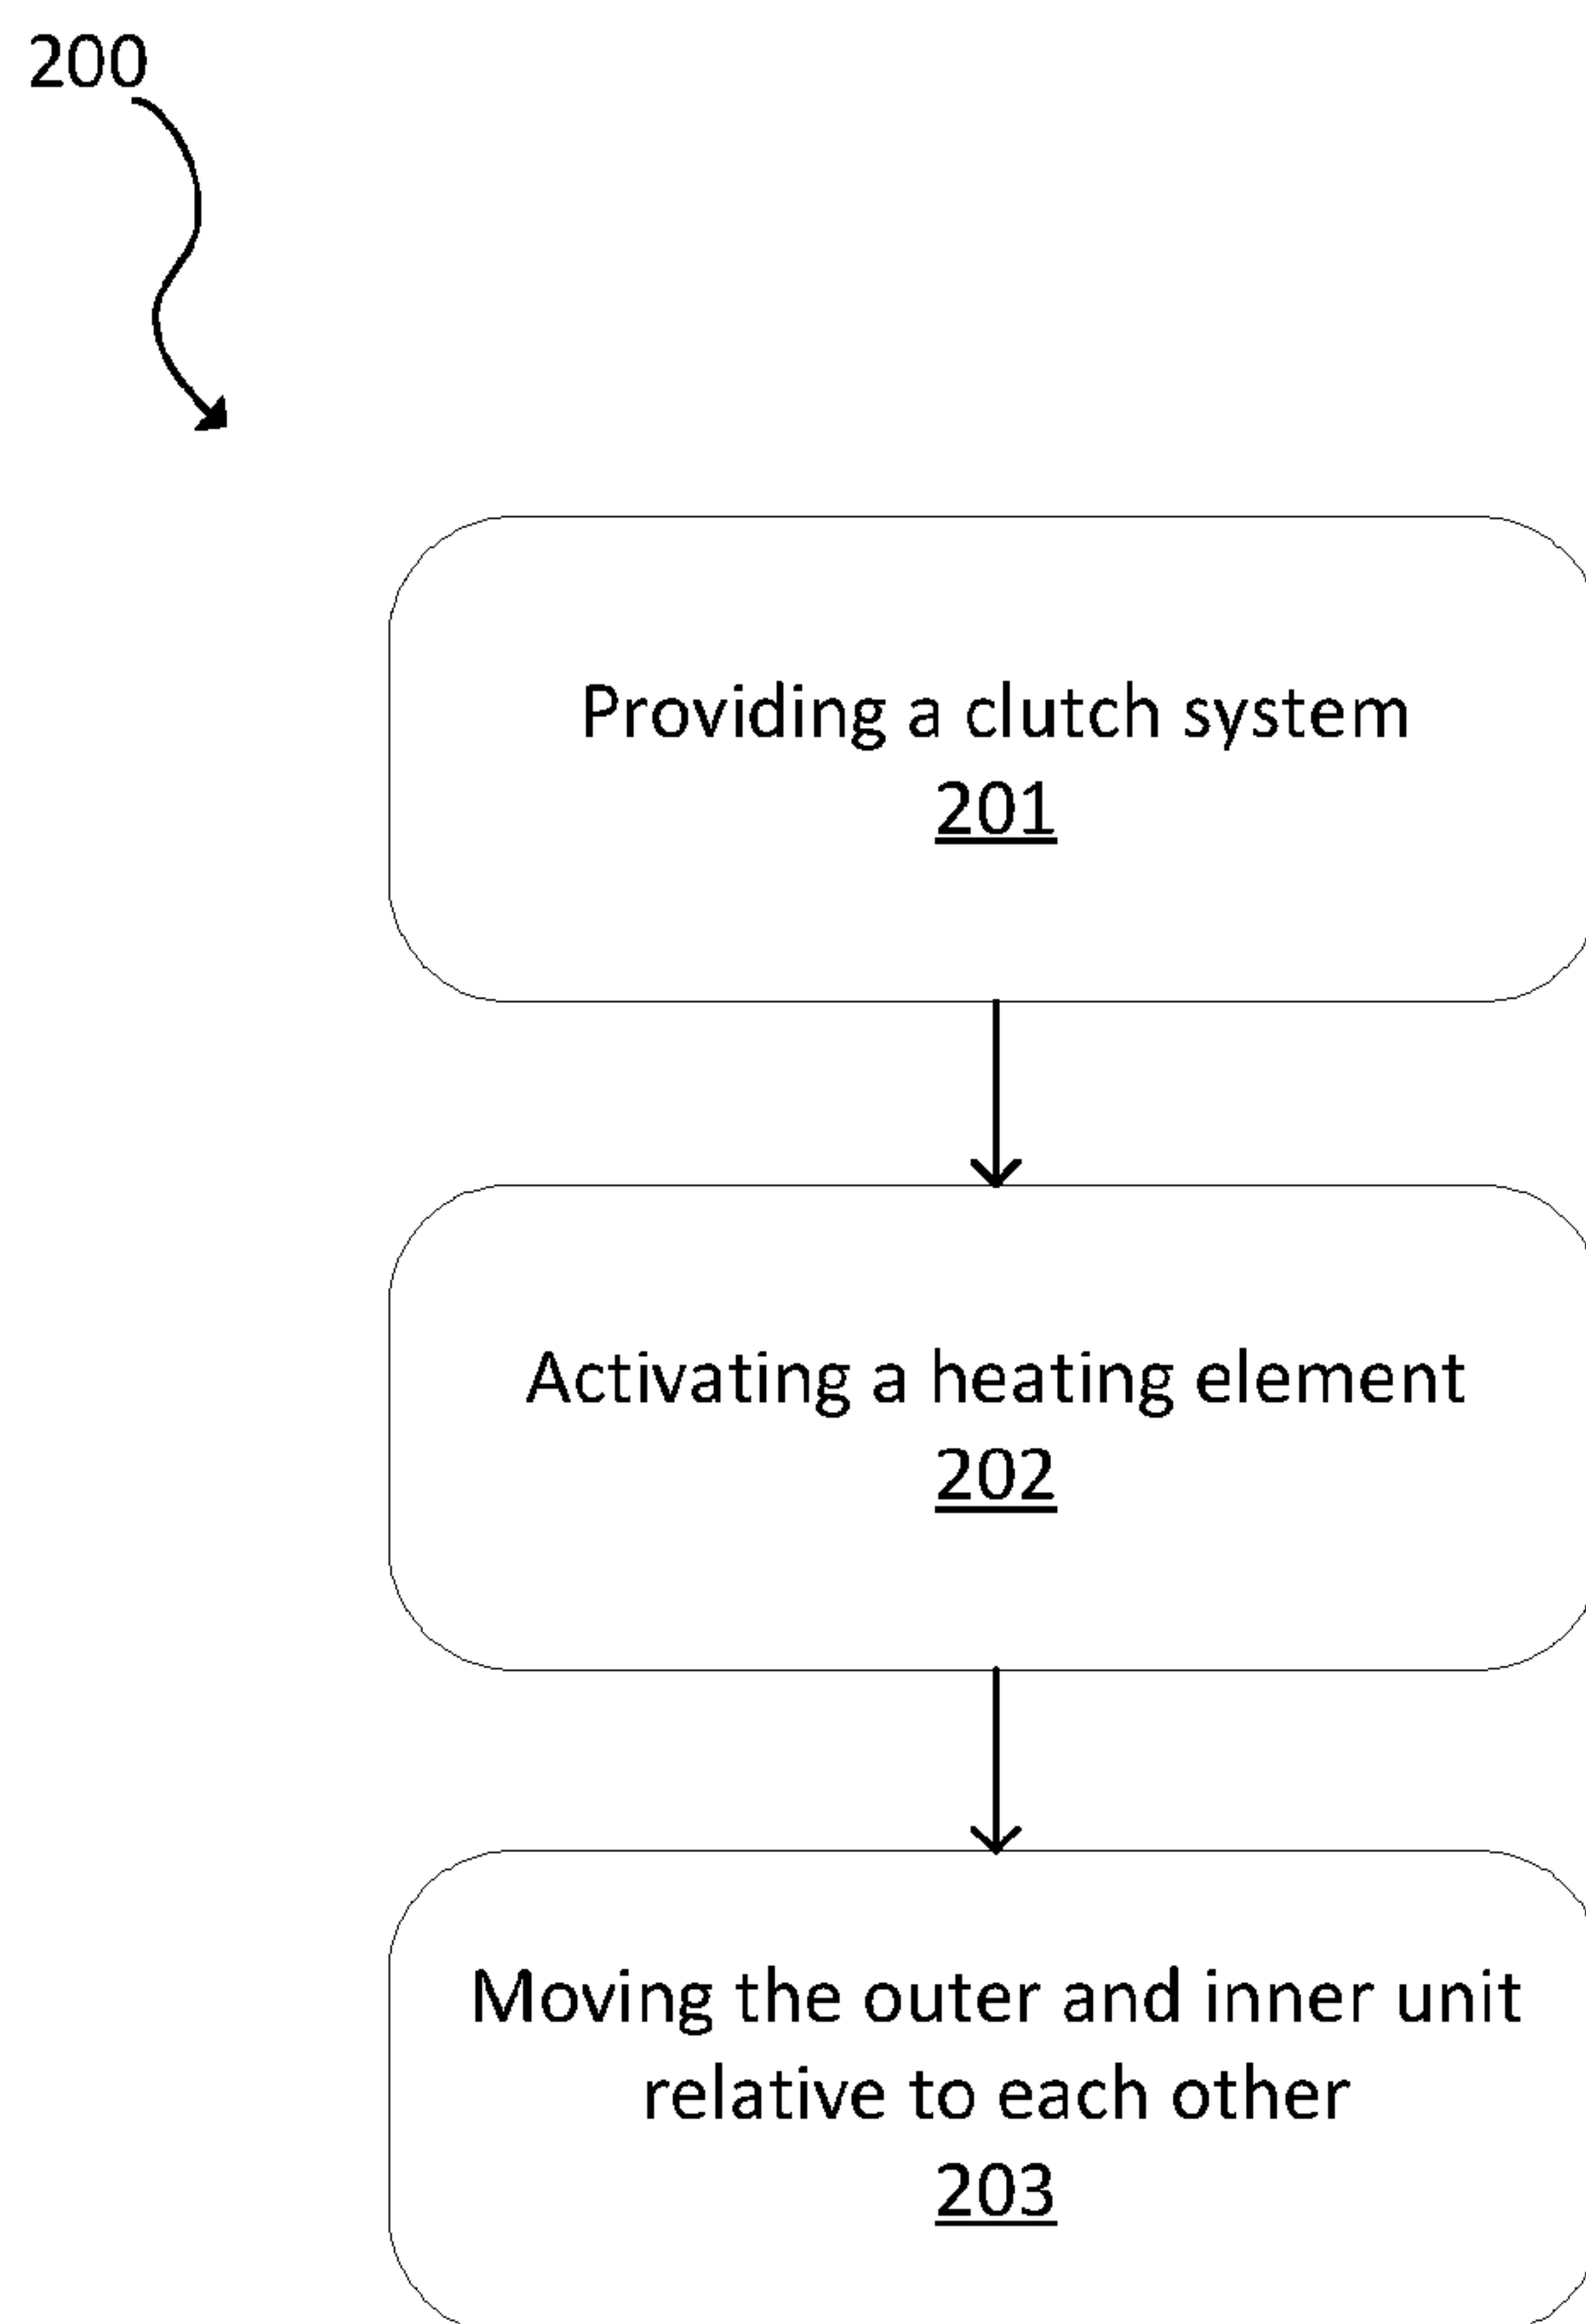 200
Providing a clutch system
201
Activating a heating element
202
Moving the outer and inner unit
relative to each other
203